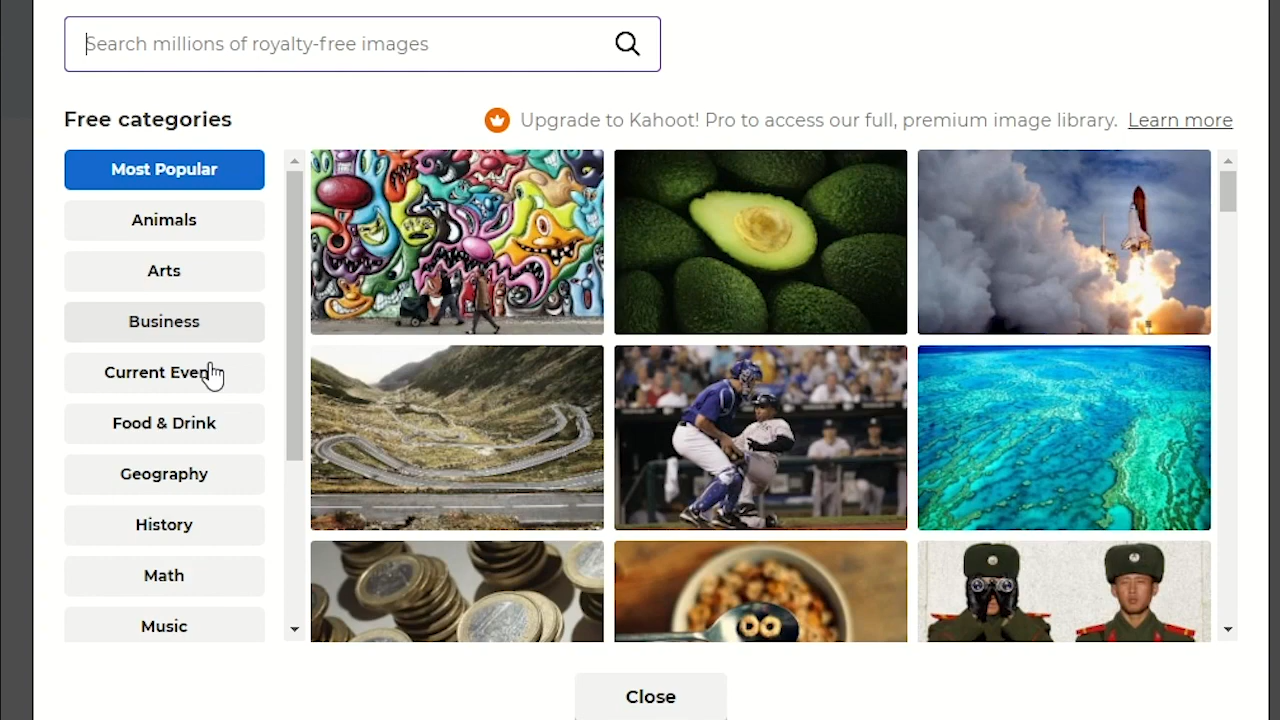 Search millions of royalty-free images
Free categories
Upgrade to Kahoot! Pro to access our full, premium image library. Learn more
Most Popular
Animals
Arts
Business
Current Even
Food & Drink
Geography
History
Math
Music
Close